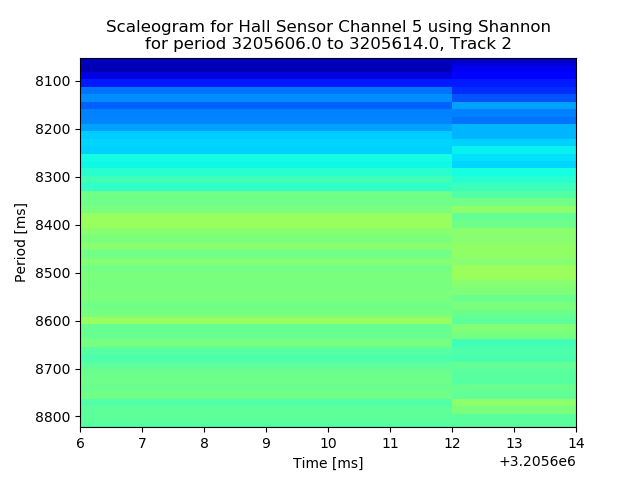 Scaleogram for Hall Sensor Channel 5 using Shannon
for period 3205606.0 to 3205614.0, Track 2
8100
8200
8300
8400
8500
8600
8700
8800
Period [ms]
6 7 8 9 10 11 12 13 14
Time [ms]
+3.2056e6